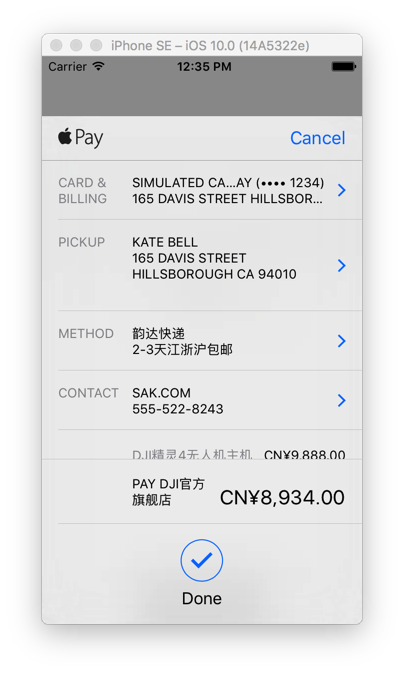 iPhone SE – iOS 10.0 (14A5322e)
Carrier 12:35 PM
Pay Cancel
CARD & BILLING
SIMULATED CA...AY (•••• 1234)
165 DAVIS STREET HILLSBOR...
PICKUP
KATE BELL
165 DAVIS STREET
HILLSBOROUGH CA 94010
METHOD
韵达快递
2-3天江浙沪包邮
CONTACT
SAK.COM
555-522-8243
DJI精灵4无人机主机 CN¥9,888.00
PAY DJI官方
旗舰店
CN¥8,934.00
Done